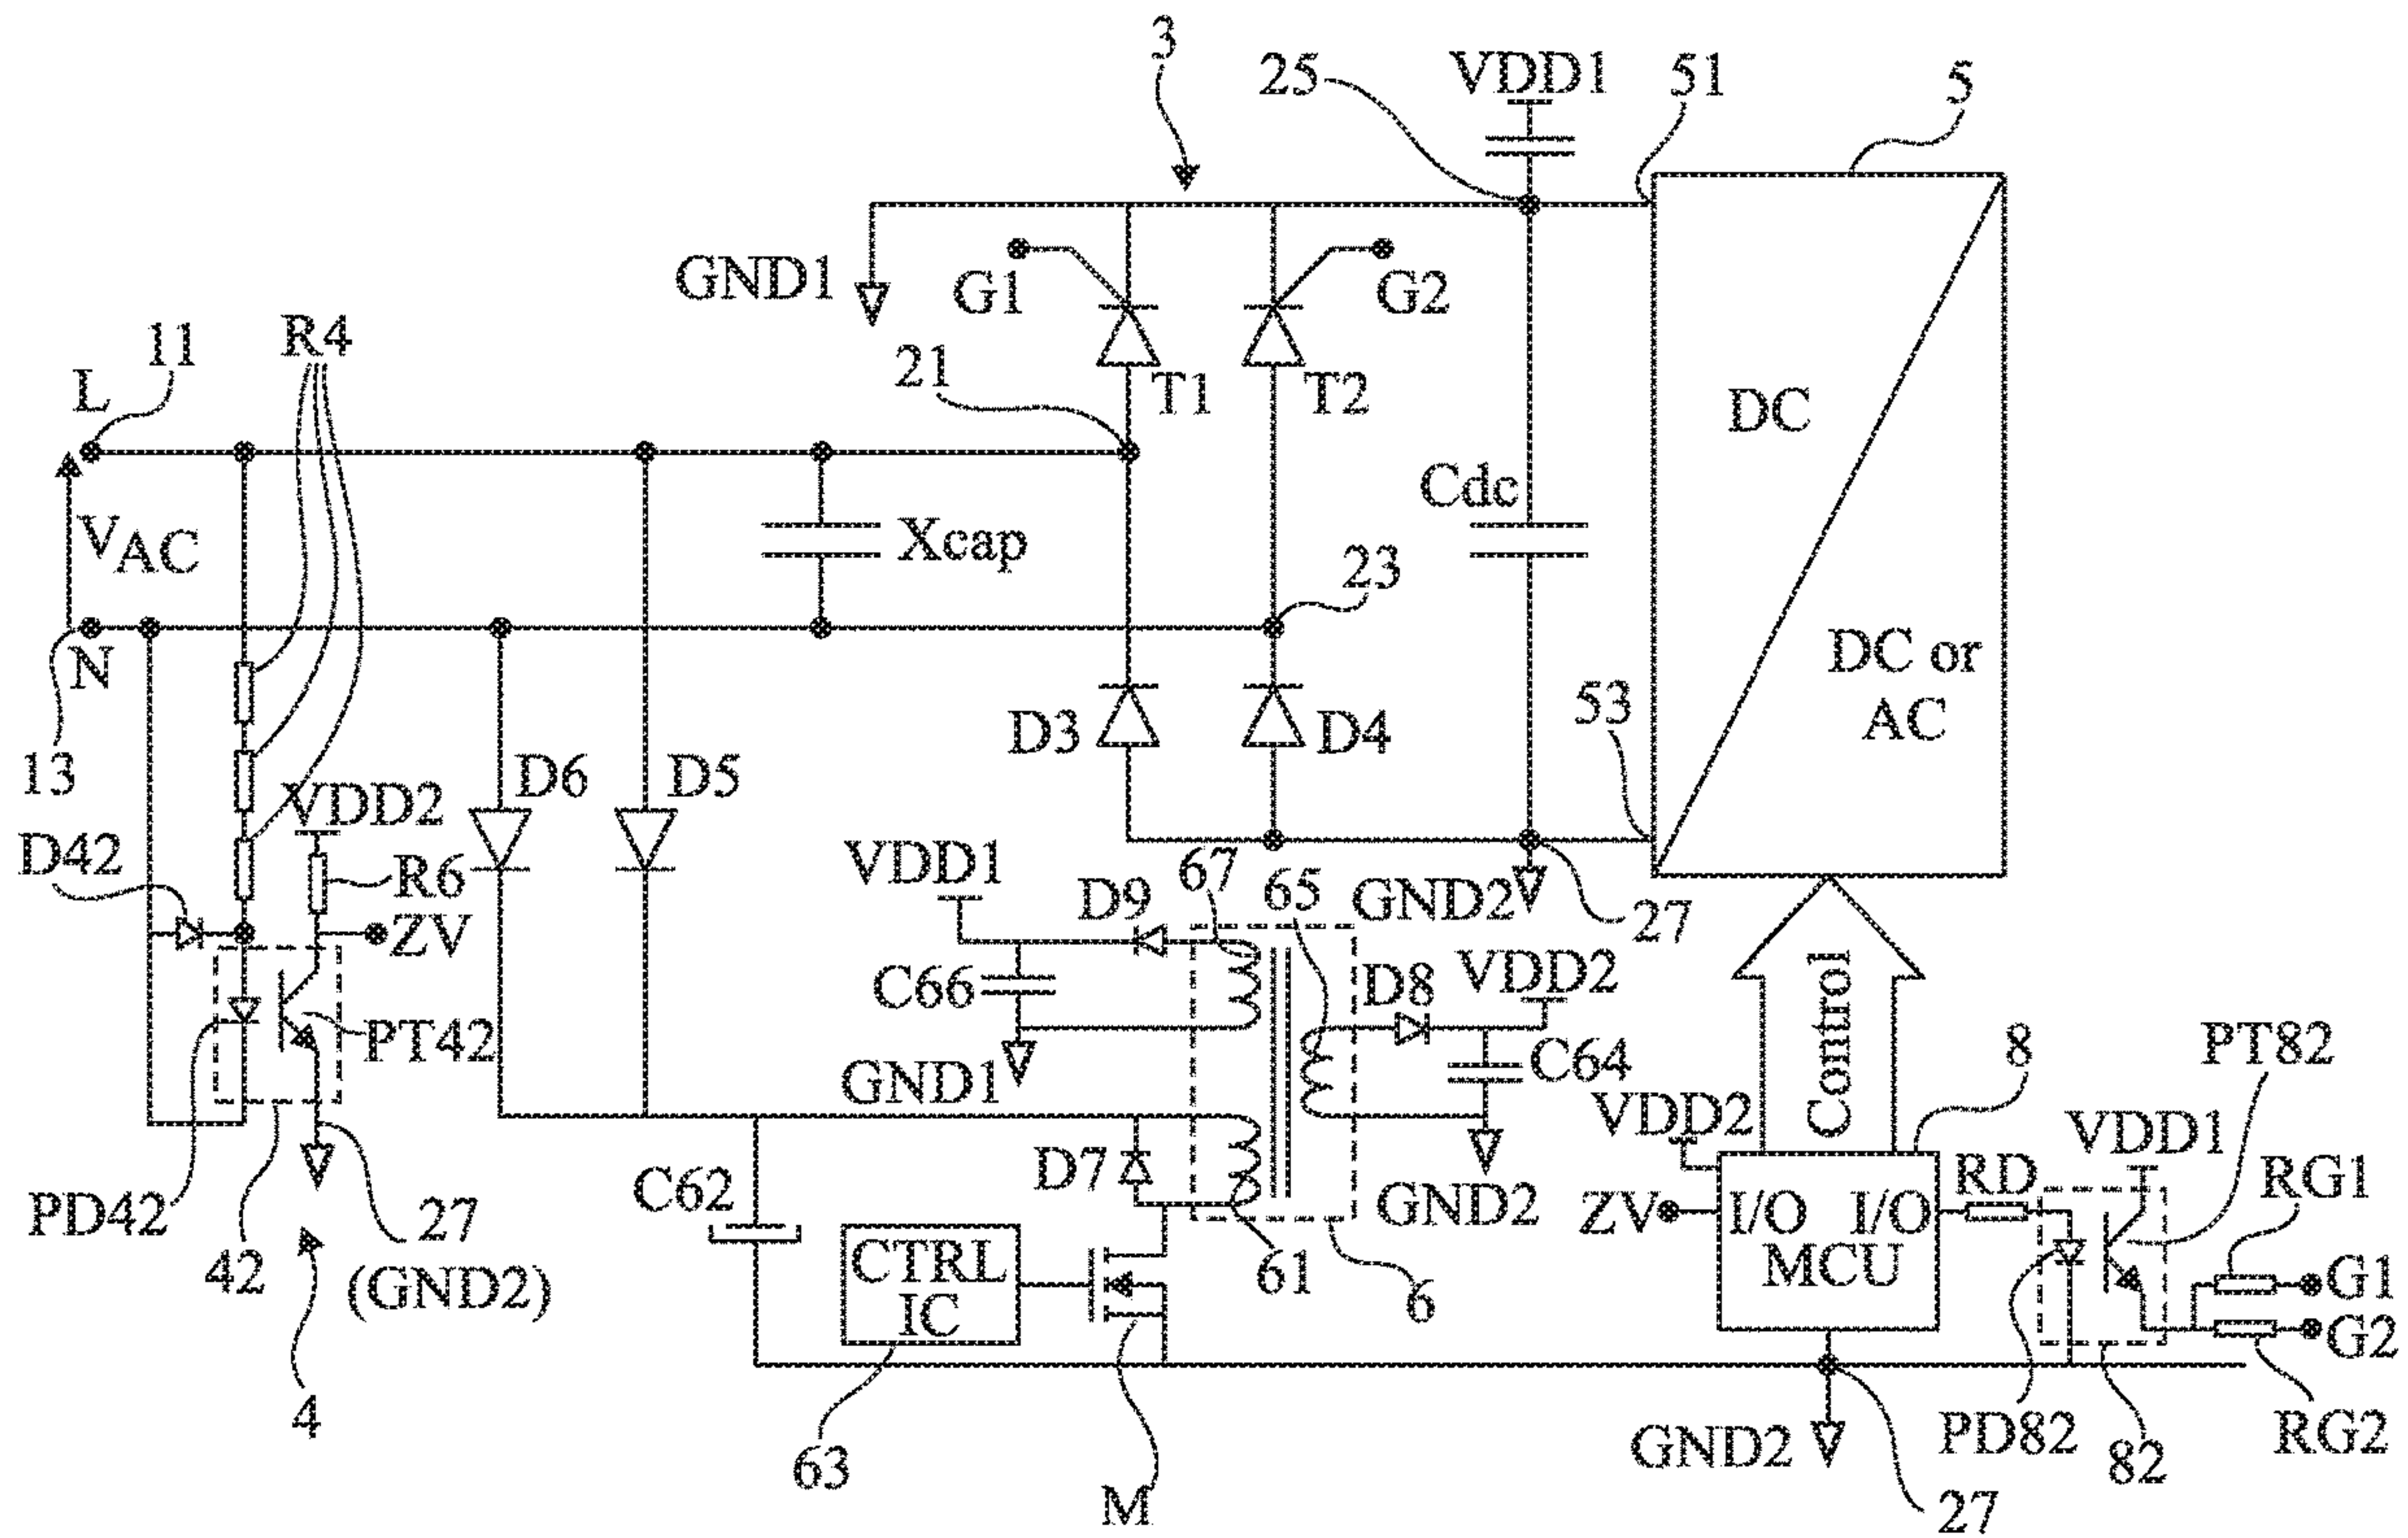 3
25
VDD1
51
5
GND1
G1
G2
R4
11
L
21
T1
T2
DC
VAC
Xcap
Cdc
23
N
13
D6
D5
D3
D4
53
DC or
AC
VDD2
D42
R6
ZV
VDD1
D9
67
65
GND2
27
C66
D8
VDD2
PT42
GND1
C64
Control
8
PT82
VDD2
VDD1
PD42
42
27
(GND2)
C62
D7
GND2
ZV
I/O
I/O
MCU
RD
RG1
CTRL
IC
61
6
G1
G2
4
63
M
GND2
27
PD82
82
RG2